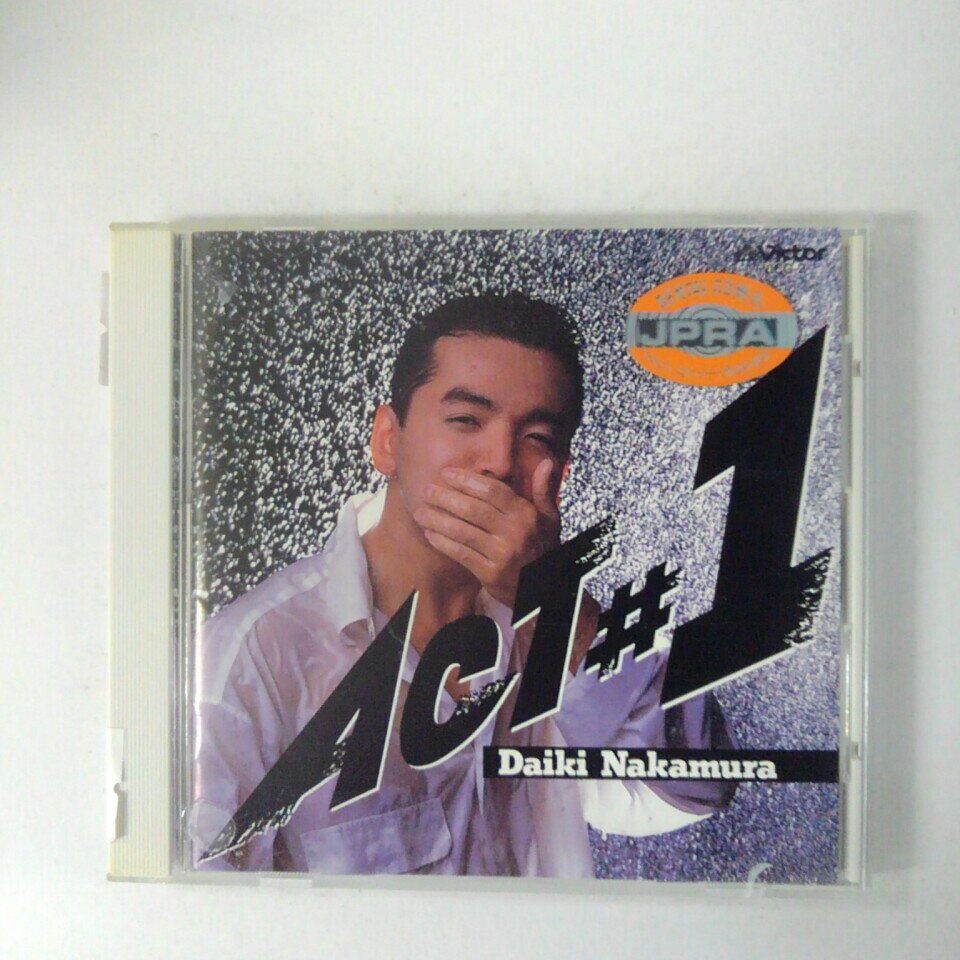 Victor
JPRA
ACT #1
Daiki Nakamura